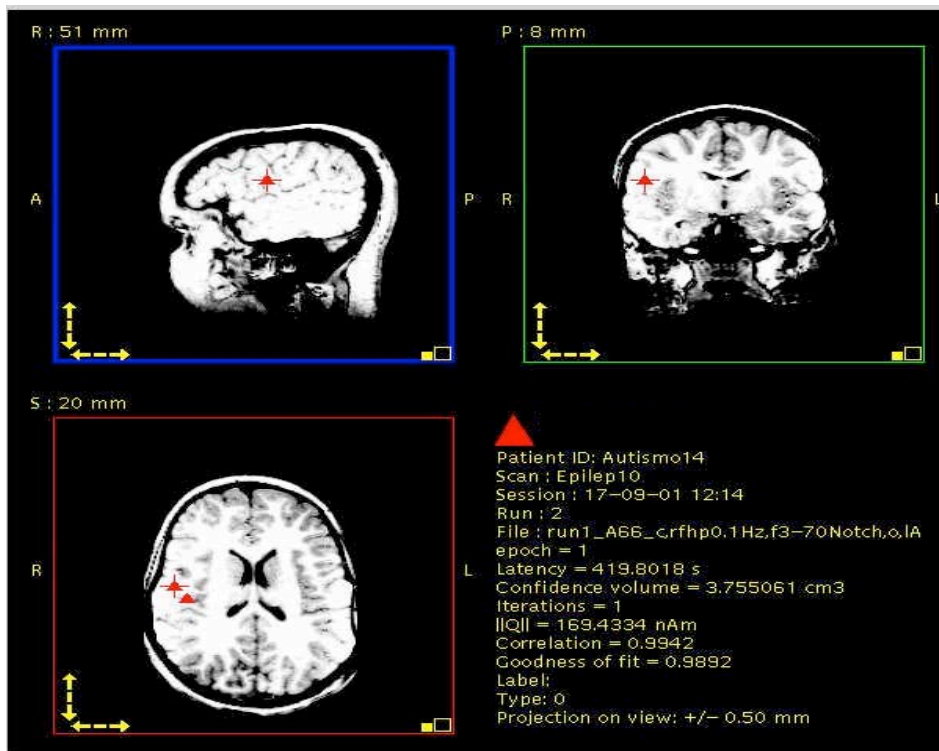 R : 51 mm
P : 8 mm
A
P
R
L
S : 20 mm
R
L
Patient ID: Autismo14
Scan : Epilep10
Session : 17-09-01 12:14
Run : 2
File : run1_A66_c,rfhp0.1Hz,f3-70Notch,o,lA
epoch = 1
Latency = 419.8018 s
Confidence volume = 3.755061 cm3
Iterations = 1
||Q|| = 169.4334 nAm
Correlation = 0.9942
Goodness of fit = 0.9892
Label:
Type: 0
Projection on view: +/- 0.50 mm